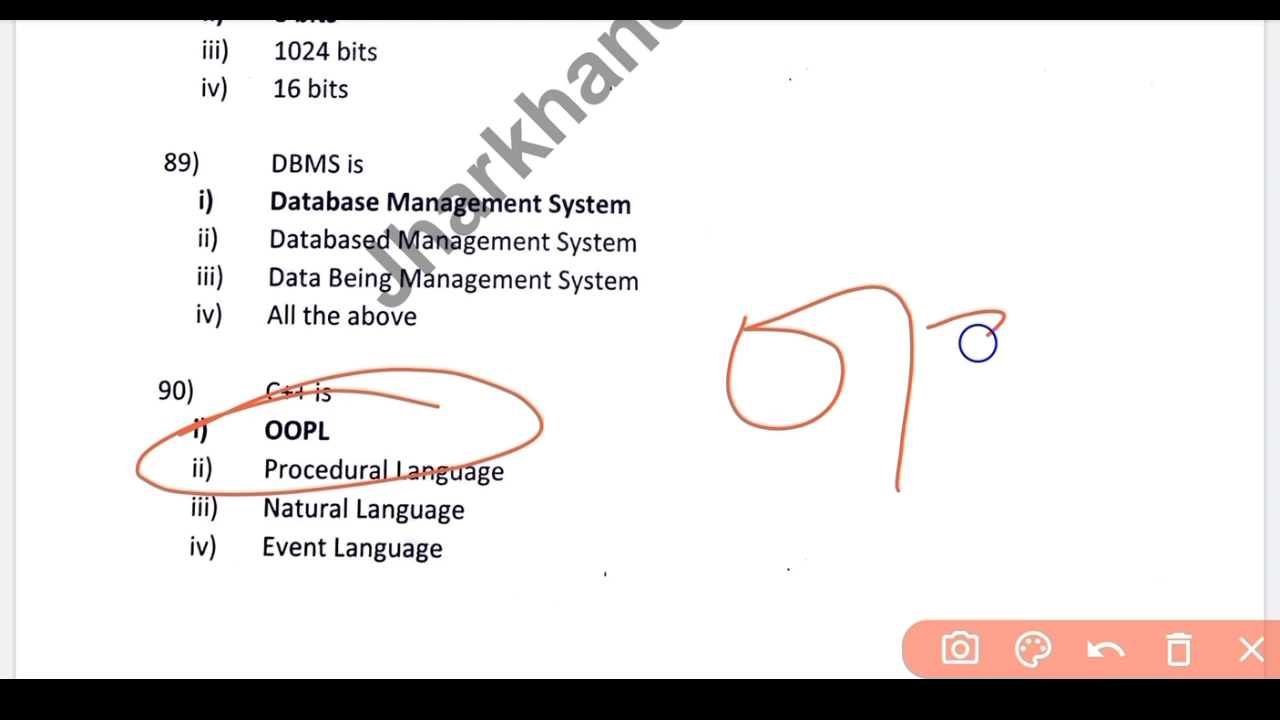 iii) 1024 bits
iv) 16 bits
89) DBMS is
i) Database Management System
ii) Databased Management System
iii) Data Being Management System
iv) All the above
90) C++ is
i) OOPL
ii) Procedural Language
iii) Natural Language
iv) Event Language
Jharkhand